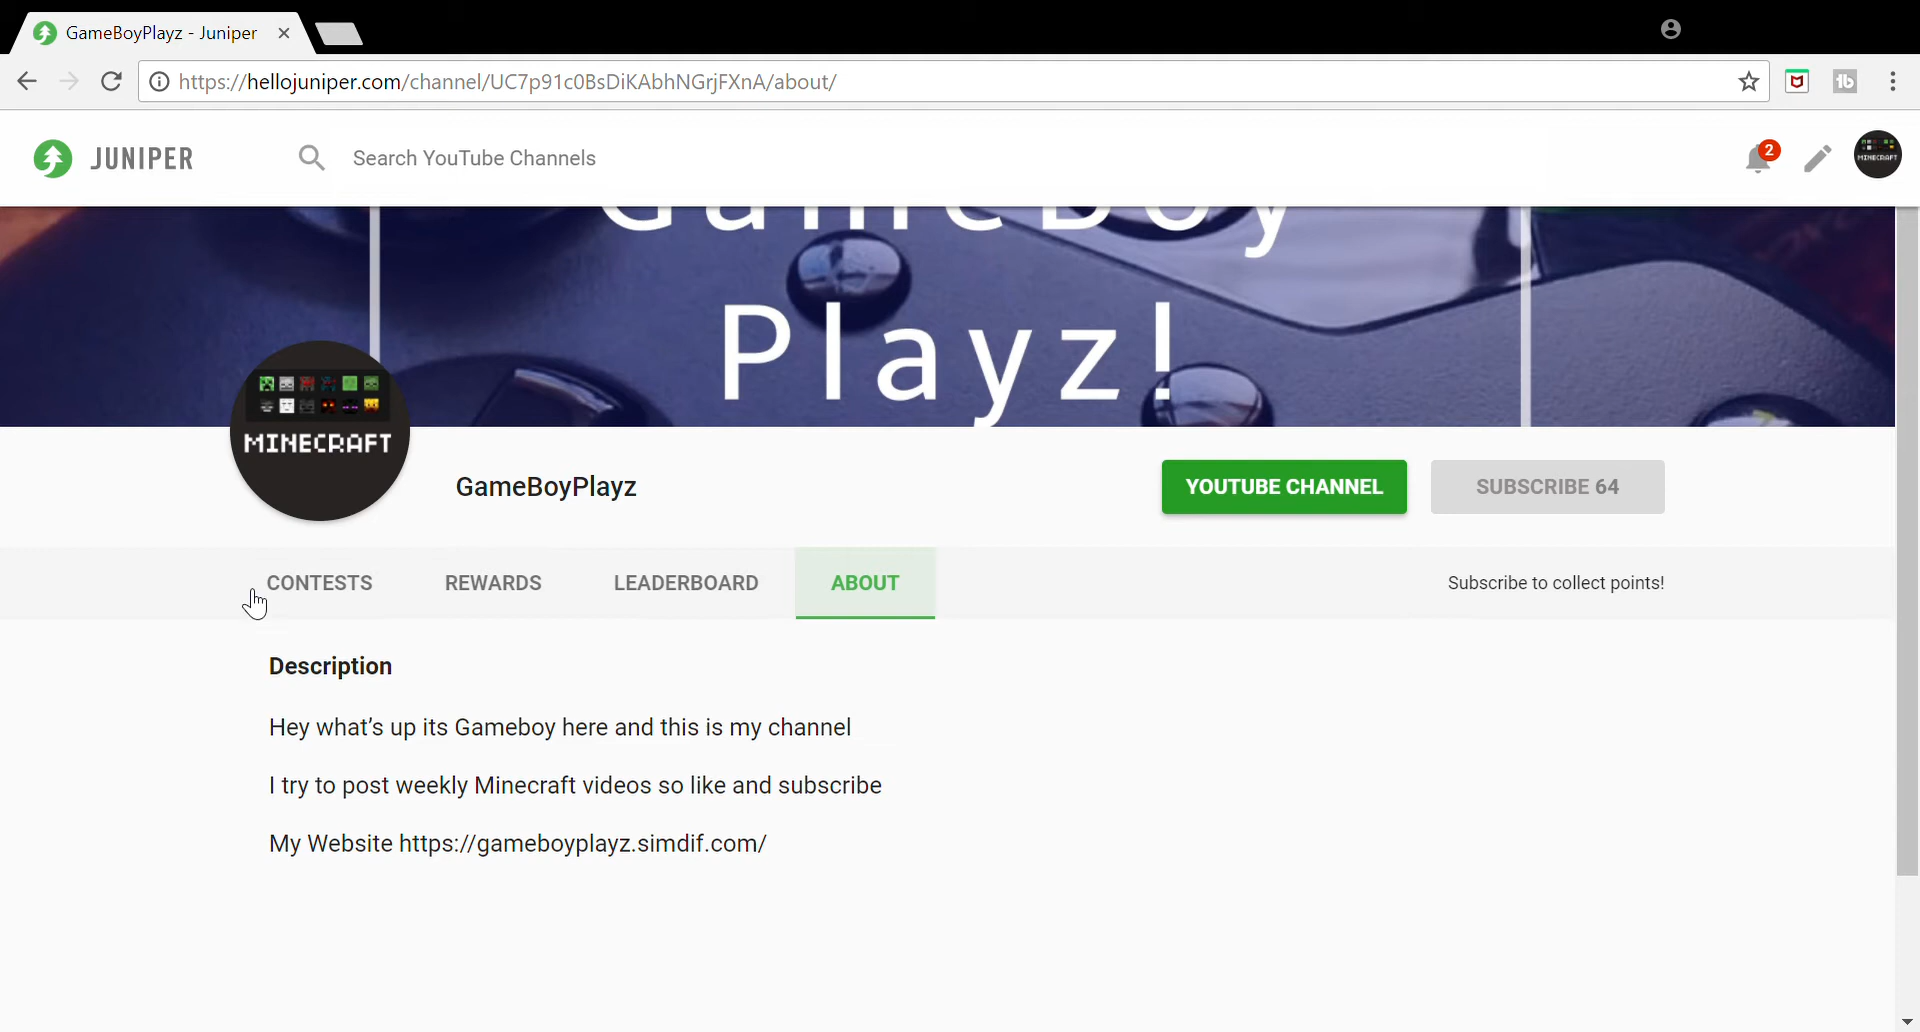 GameBoyPlayz - Juniper
https://hellojuniper.com/channel/UC7p91c0BsDiKAbhNGrjFXnA/about/
JUNIPER
Search YouTube Channels
2
MINECRAFT
GameBoy
Playz!
MINECRAFT
GameBoyPlayz
YOUTUBE CHANNEL
SUBSCRIBE 64
CONTESTS
REWARDS
LEADERBOARD
ABOUT
Subscribe to collect points!
Description
Hey what’s up its Gameboy here and this is my channel
I try to post weekly Minecraft videos so like and subscribe
My Website https://gameboyplayz.simdif.com/